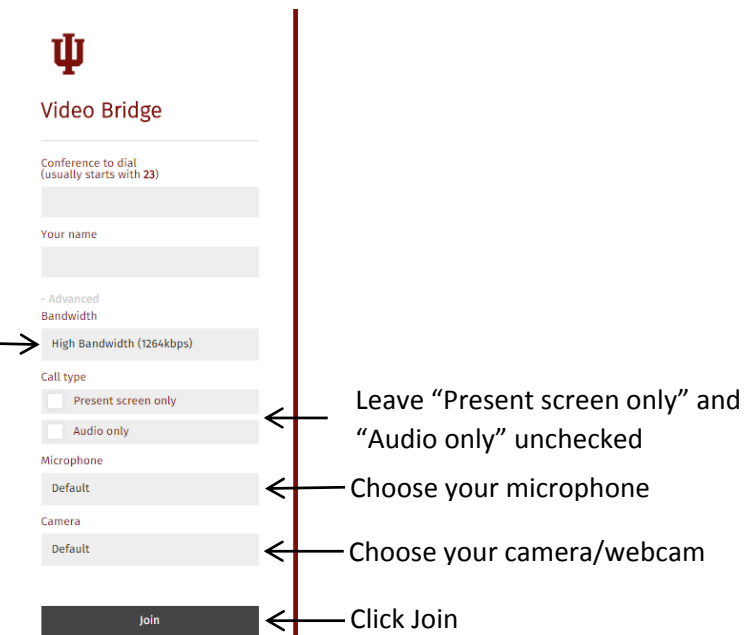 Video Bridge
Conference to dial
(usually starts with 23)
Your name
- Advanced
Bandwidth
High Bandwidth (1264kbps)
Call type
Present screen only
Audio only
Leave “Present screen only” and
“Audio only” unchecked
Microphone
Default
Choose your microphone
Camera
Default
Choose your camera/webcam
Join
Click Join